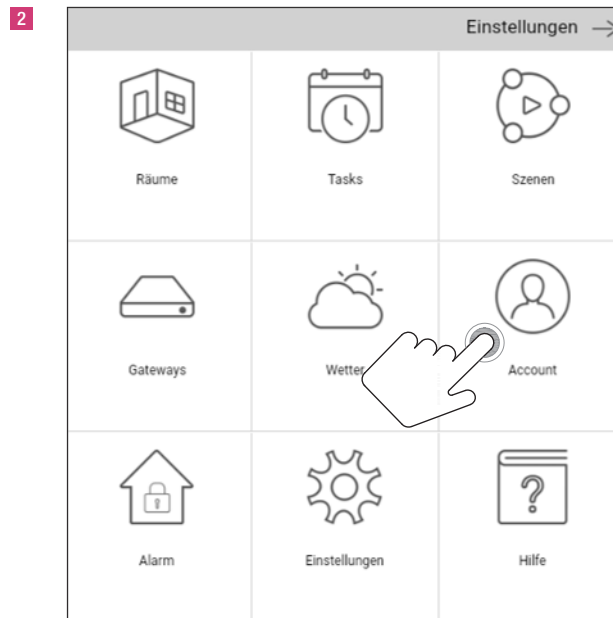 2
Einstellungen
Räume
Tasks
Szenen
Gateways
Wetter
Account
Alarm
Einstellungen
?
Hilfe